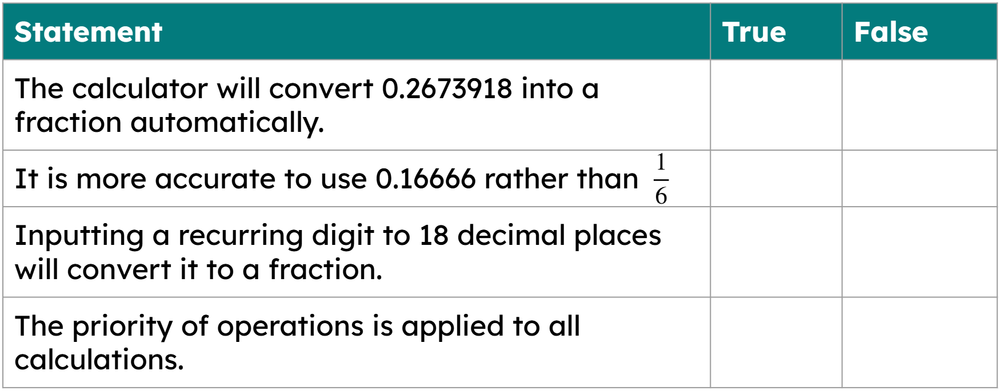 Statement True False
The calculator will convert 0.2673918 into a
fraction automatically.
It is more accurate to use 0.16666 rather than 1/6
Inputting a recurring digit to 18 decimal places
will convert it to a fraction.
The priority of operations is applied to all
calculations.